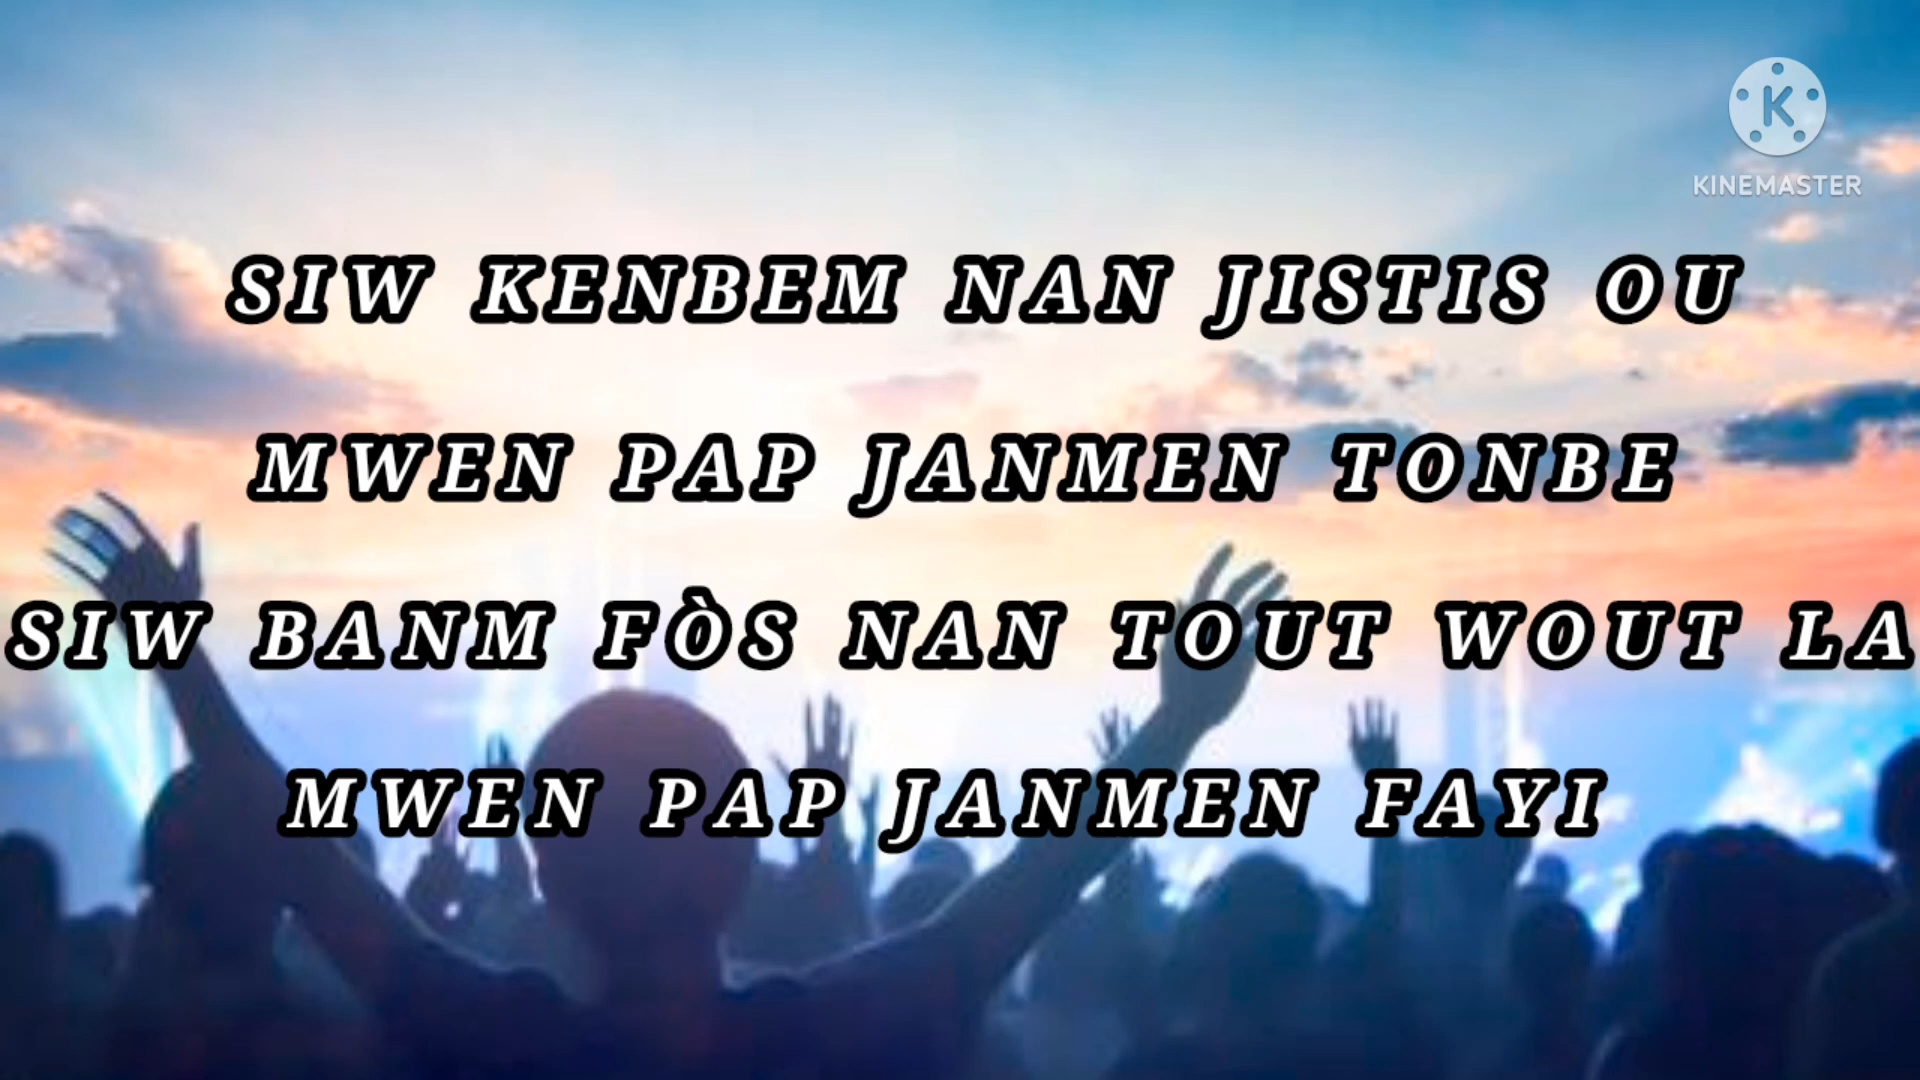 KINEMASTER
SIW KENBEM NAN JISTIS OU
MWEN PAP JANMEN TONBE
SIW BANM FÒS NAN TOUT WOUT LA
MWEN PAP JANMEN FAYI